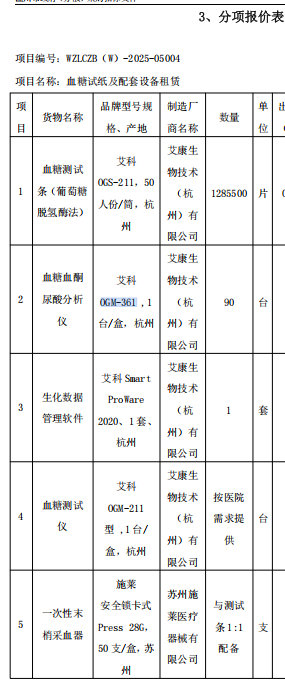 3、分项报价表
项目编号：WZLCZB（W）-2025-05004
项目名称：血糖试纸及配套设备租赁
项目
货物名称
品牌型号规格、产地
制造厂商名称
数量
单位
1
血糖测试条（葡萄糖脱氢酶法）
艾科
OGS-211，50人份/筒，杭州
艾康生物技术（杭州）有限公司
1285500
片
2
血糖血酮尿酸分析仪
艾科
OGM-361 ,1台/盒，杭州
艾康生物技术（杭州）有限公司
90
台
3
生化数据管理软件
艾科 Smart ProWare 2020、1 套、杭州
艾康生物技术（杭州）有限公司
1
套
4
血糖测试仪
艾科
OGM-211型 ,1 台/盒，杭州
艾康生物技术（杭州）有限公司
按医院需求提供
台
5
一次性末梢采血器
施莱
安全锁卡式 Press 28G，50 支/盒，苏州
苏州施莱医疗器械有限公司
与测试条 1:1 配备
支